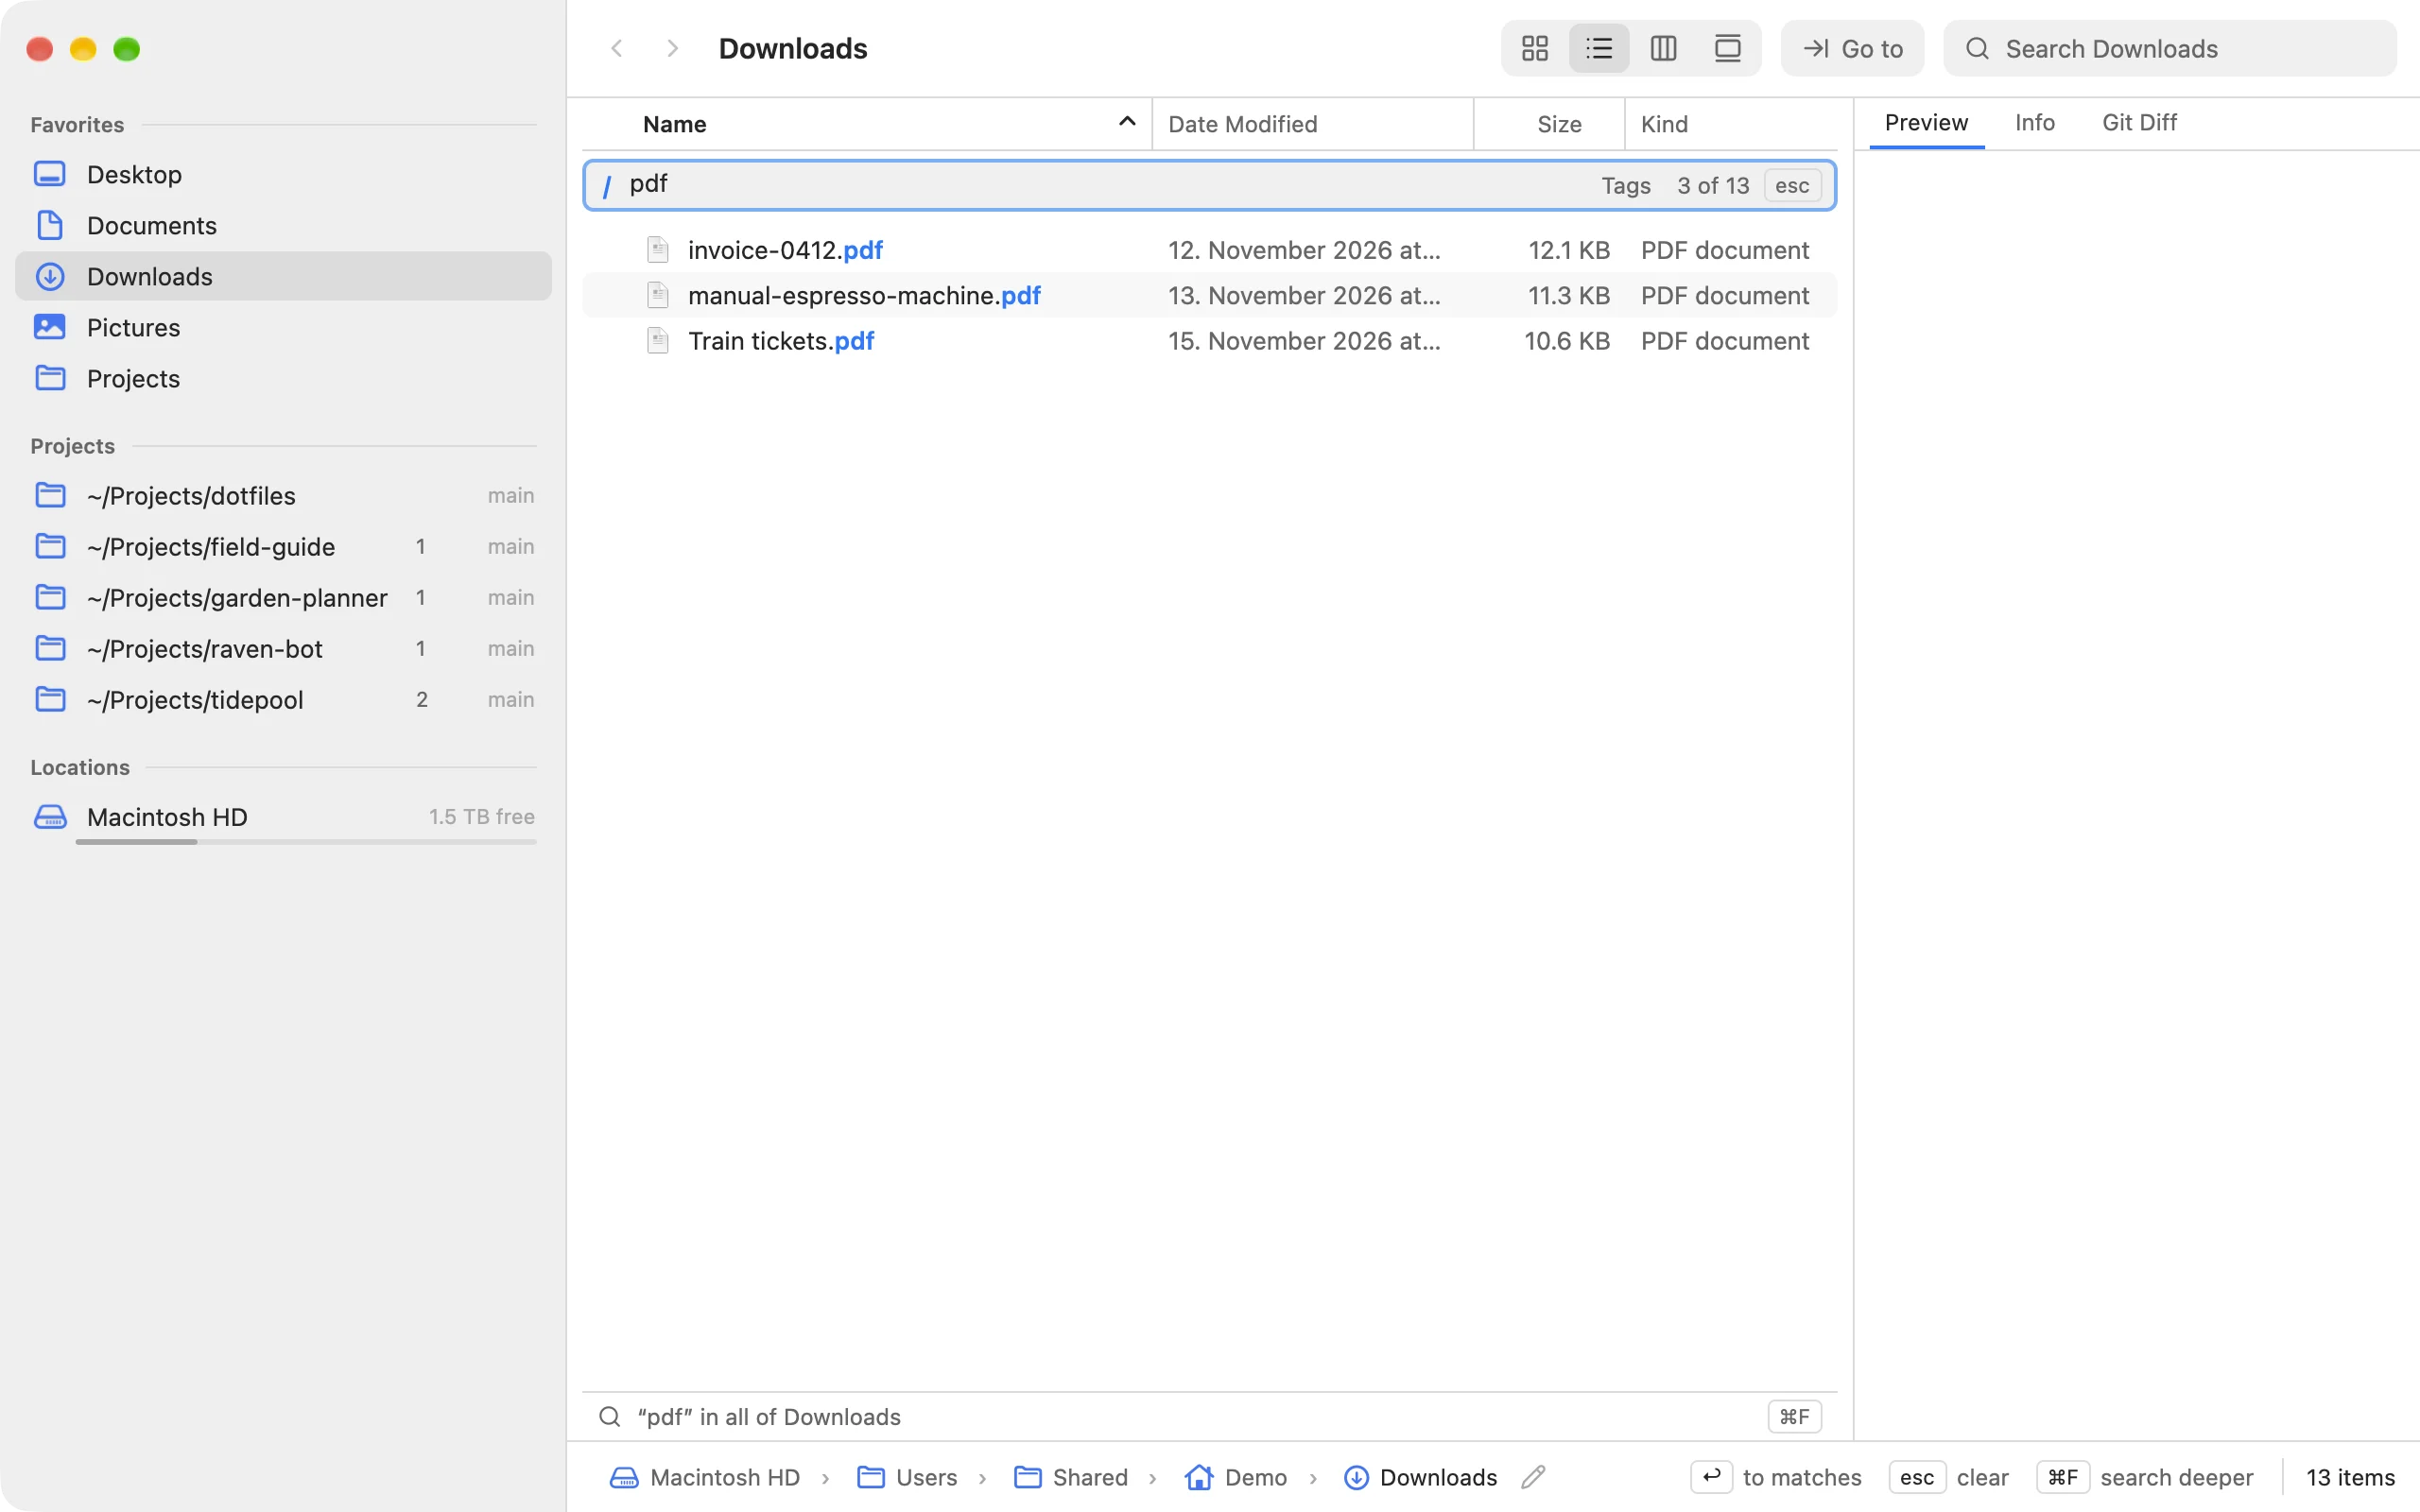 Favorites
Desktop
Documents
Downloads
Pictures
Projects
Projects
~/Projects/dotfiles main
~/Projects/field-guide 1 main
~/Projects/garden-planner 1 main
~/Projects/raven-bot 1 main
~/Projects/tidepool 2 main
Locations
Macintosh HD 1.5 TB free
Downloads Go to Search Downloads
Name Date Modified Size Kind
/ pdf Tags 3 of 13 esc
invoice-0412.pdf 12. November 2026 at... 12.1 KB PDF document
manual-espresso-machine.pdf 13. November 2026 at... 11.3 KB PDF document
Train tickets.pdf 15. November 2026 at... 10.6 KB PDF document
Preview Info Git Diff
“pdf” in all of Downloads ⌘F
Macintosh HD › Users › Shared › Demo › Downloads ↩ to matches esc clear ⌘F search deeper 13 items